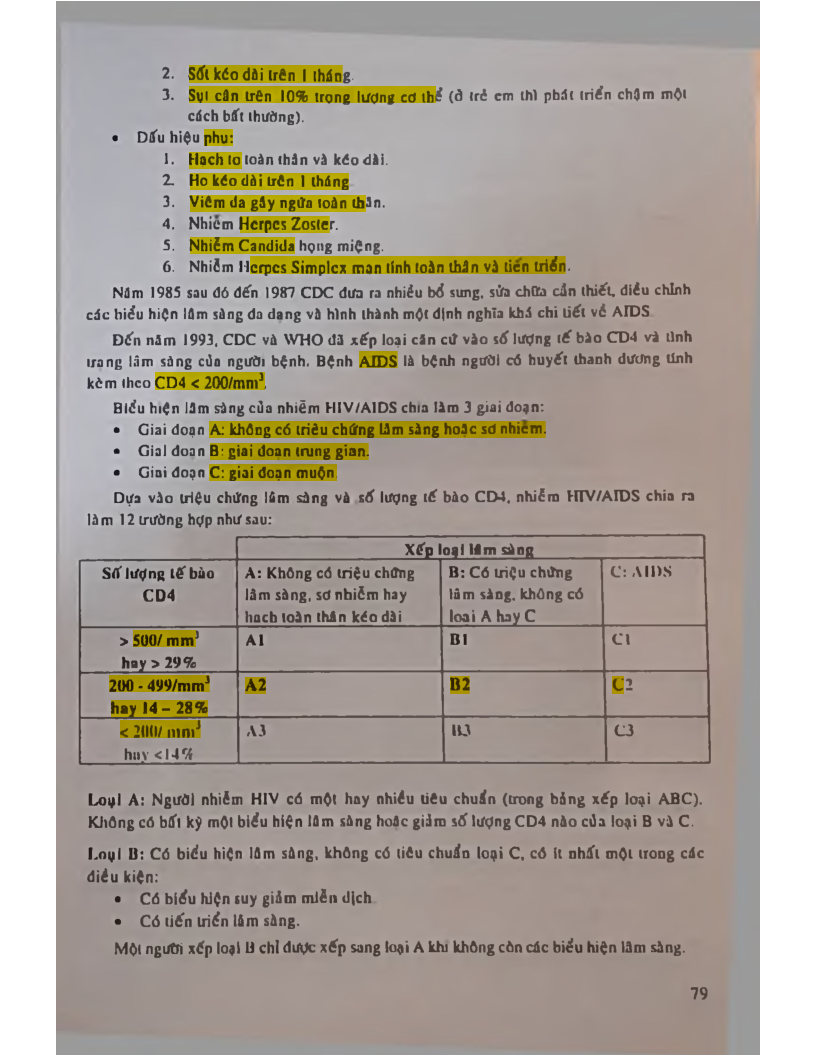 2. Sốt kéo dài trên 1 tháng.
3. Sụt cân trên 10% trọng lượng cơ thể (ở trẻ em thì phát triển chậm một
cách bất thường).
• Dấu hiệu phụ:
1. Hạch to toàn thân và kéo dài.
2. Ho kéo dài trên 1 tháng
3. Viêm da gây ngứa toàn thân.
4. Nhiễm Herpes Zoster.
5. Nhiễm Candida họng miệng.
6. Nhiễm Herpes Simplex mạn tính toàn thân và tiến triển.
Năm 1985 sau đó đến 1987 CDC đưa ra nhiều bổ sung, sửa chữa cần thiết, điều chỉnh
các biểu hiện lâm sàng đa dạng và hình thành một định nghĩa khá chi tiết về AIDS.
Đến năm 1993, CDC và WHO đã xếp loại căn cứ vào số lượng tế bào CD4 và tình
trạng lâm sàng của người bệnh. Bệnh AIDS là bệnh người có huyết thanh dương tính
kèm theo CD4 < 200/mm³.
Biểu hiện lâm sàng của nhiễm HIV/AIDS chia làm 3 giai đoạn:
• Giai đoạn A: không có triệu chứng lâm sàng hoặc sơ nhiễm.
• Giai đoạn B: giai đoạn trung gian.
• Giai đoạn C: giai đoạn muộn.
Dựa vào triệu chứng lâm sàng và số lượng tế bào CD4, nhiễm HIV/AIDS chia ra
làm 12 trường hợp như sau:
Xếp loại lâm sàng
Số lượng tế bào A: Không có triệu chứng B: Có triệu chứng C: AIDS
CD4 lâm sàng, sơ nhiễm hay lâm sàng, không có
hạch toàn thân kéo dài loại A hay C
> 500/ mm³ A1 B1 C1
hay > 29%
200 - 499/mm³ A2 B2 C2
hay 14 – 28%
< 200/ mm³ A3 B3 C3
hay <14%
Loại A: Người nhiễm HIV có một hay nhiều tiêu chuẩn (trong bảng xếp loại ABC).
Không có bất kỳ một biểu hiện lâm sàng hoặc giảm số lượng CD4 nào của loại B và C.
Loại B: Có biểu hiện lâm sàng, không có tiêu chuẩn loại C, có ít nhất một trong các
điều kiện:
• Có biểu hiện suy giảm miễn dịch.
• Có tiến triển lâm sàng.
Một người xếp loại B chỉ được xếp sang loại A khi không còn các biểu hiện lâm sàng.
79